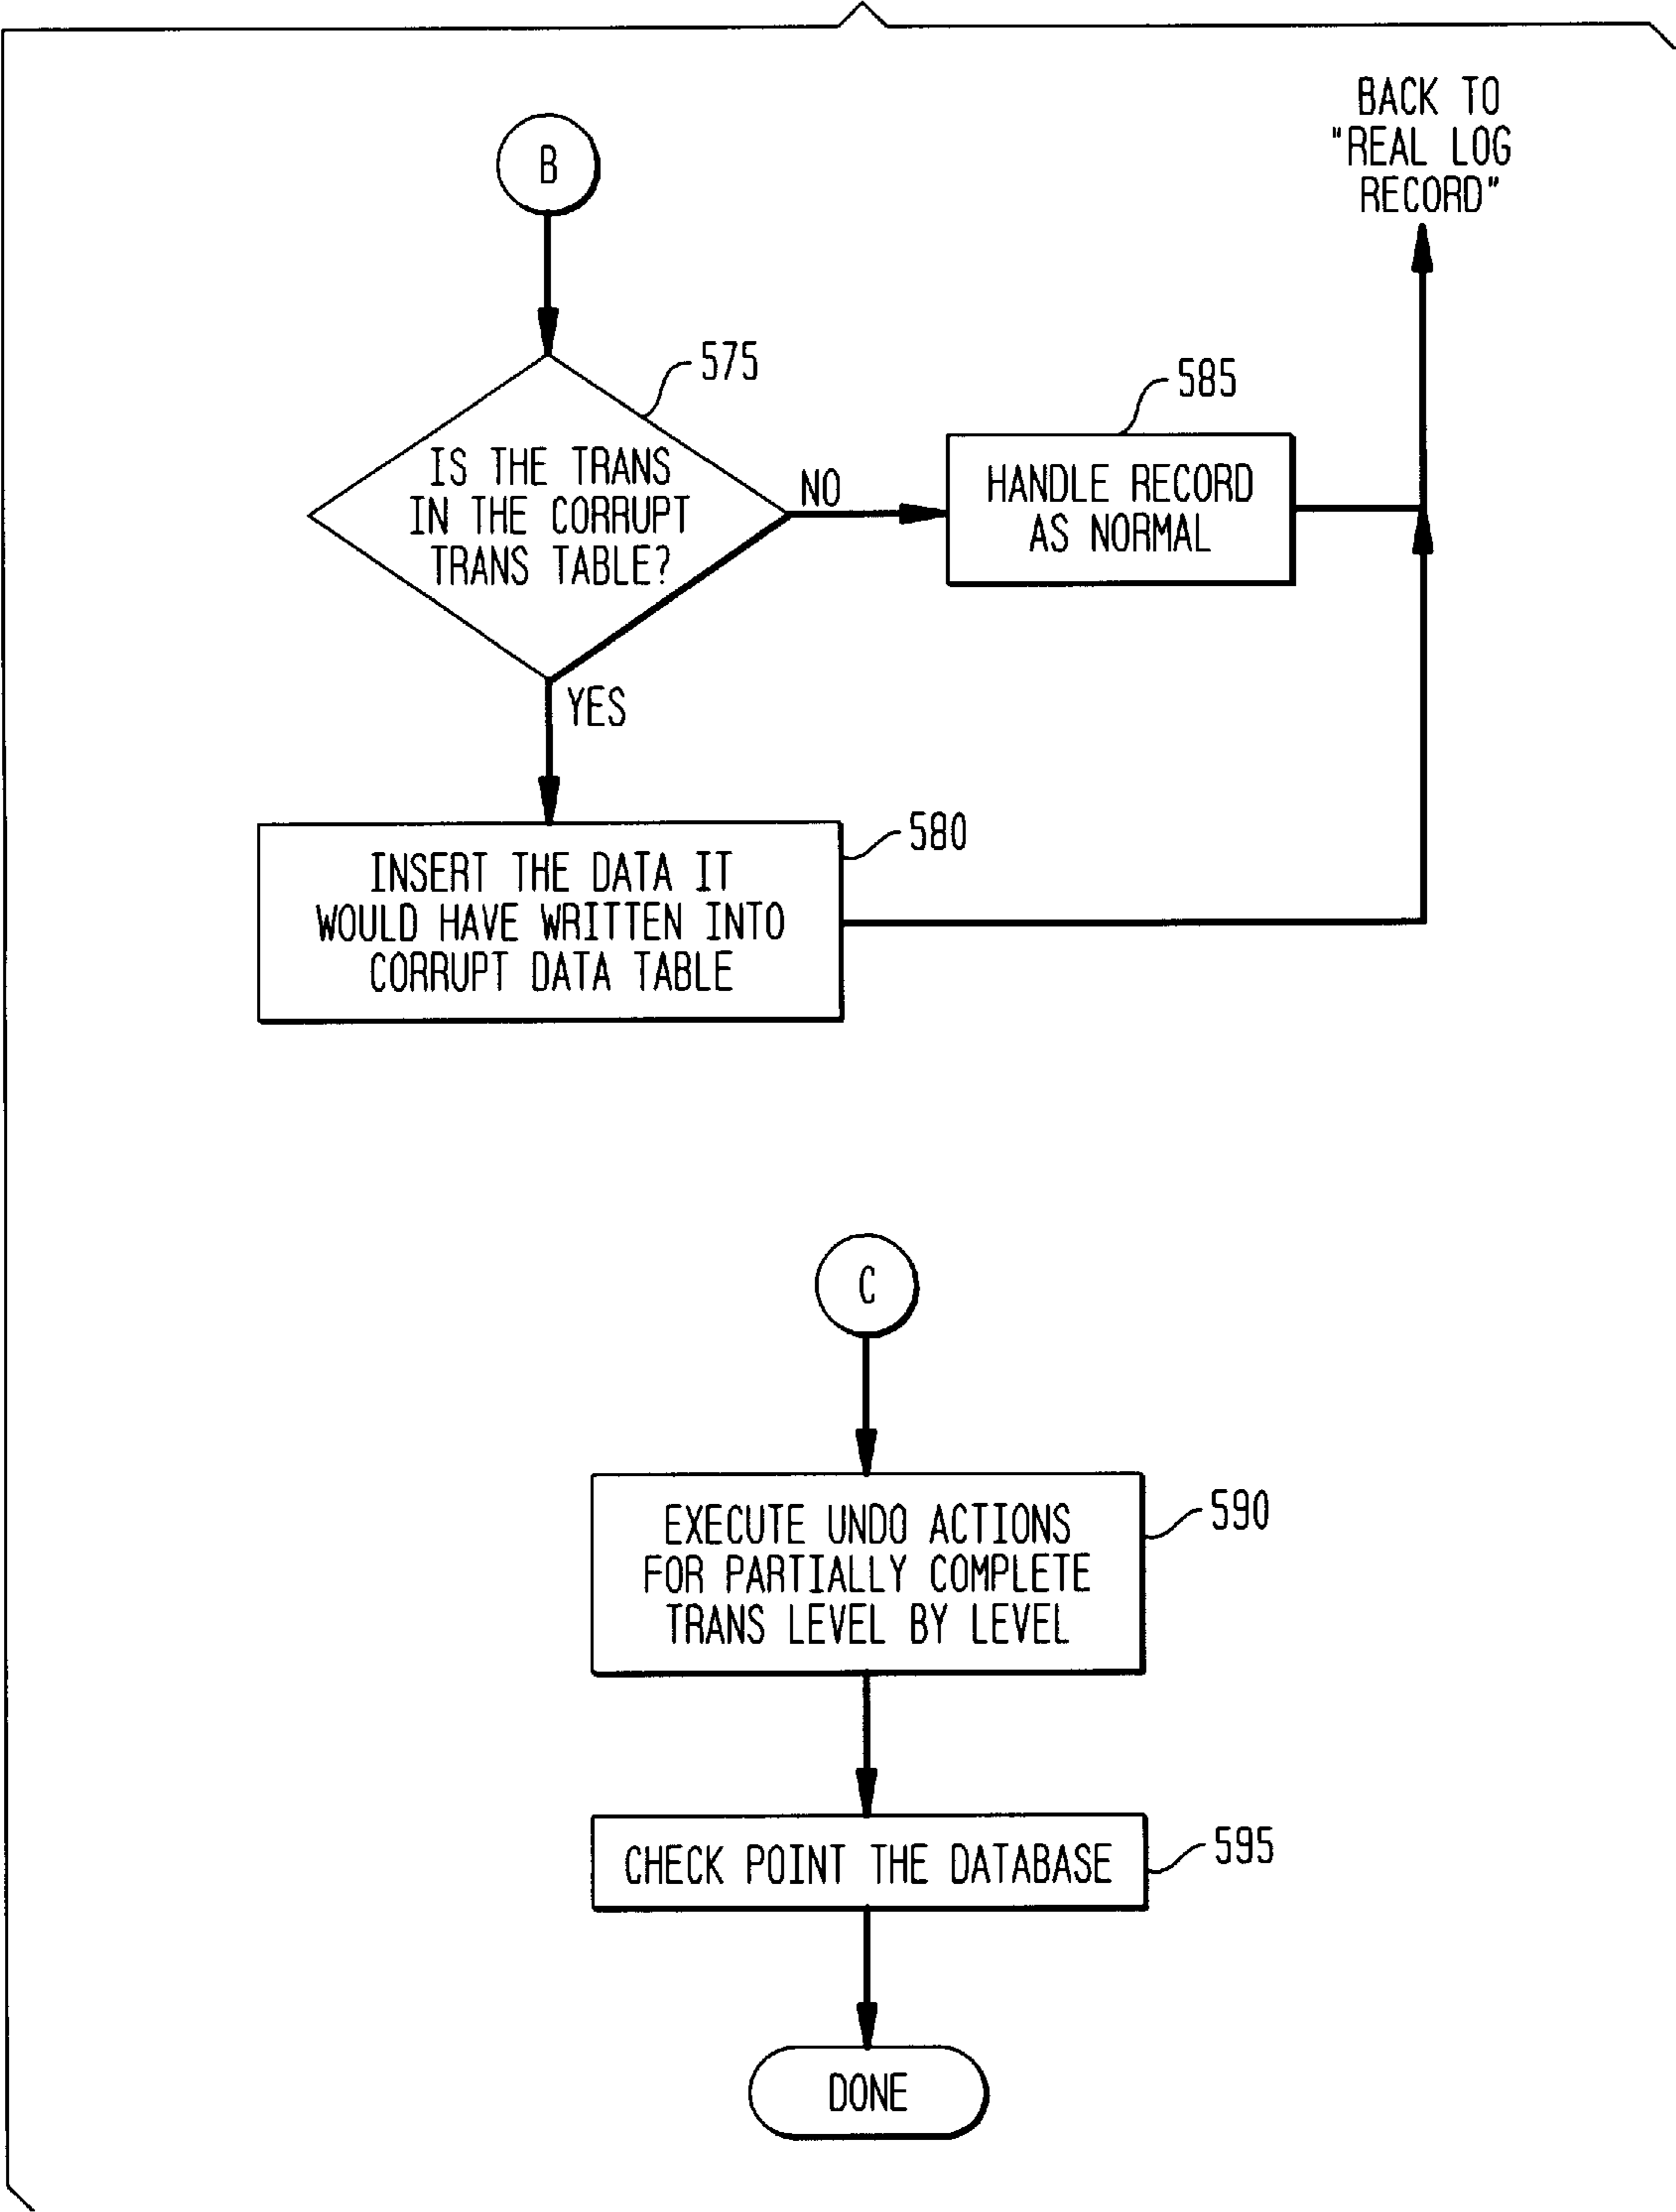 BACK TO
"REAL LOG
RECORD"
B
575
IS THE TRANS
IN THE CORRUPT
TRANS TABLE?
NO
585
HANDLE RECORD
AS NORMAL
YES
580
INSERT THE DATA IT
WOULD HAVE WRITTEN INTO
CORRUPT DATA TABLE
C
590
EXECUTE UNDO ACTIONS
FOR PARTIALLY COMPLETE
TRANS LEVEL BY LEVEL
595
CHECK POINT THE DATABASE
DONE